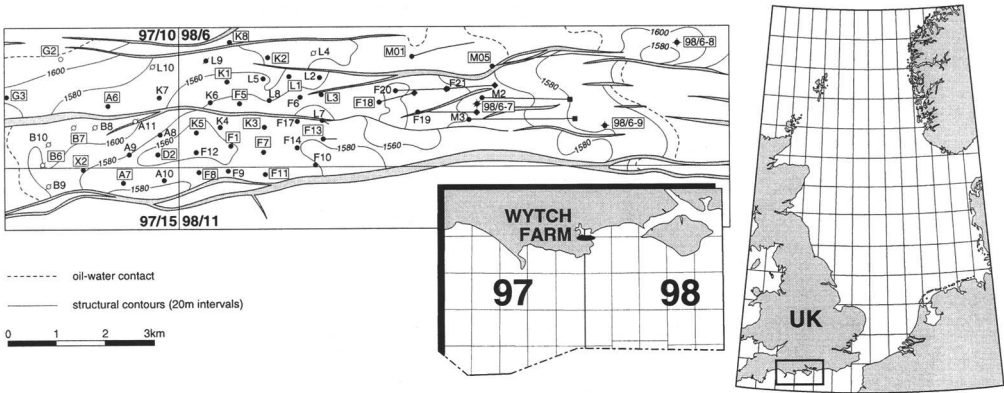 97/10 98/6
K8
G2
L4
M01
M05
98/6-8
1600
1580
1600
L10
L9
K2
1560
1580
K1
L5
L1
L2
F20
F21
M2
G3
1580
A6
K7
K6
F5
L8
F6
L3
F18
98/6-7
F19
M3
98/6-9
B10
B7
B8
A11
A8
K5
K4
K3
F17
L7
F13
1600
1560
B6
X2
A9
D2
F12
F1
F7
F14
F10
1560
1580
B9
A7
A10
F8
F9
F11
1580
1580
97/15 98/11
oil-water contact
structural contours (20m intervals)
0 1 2 3km
WYTCH
FARM
97 98
UK